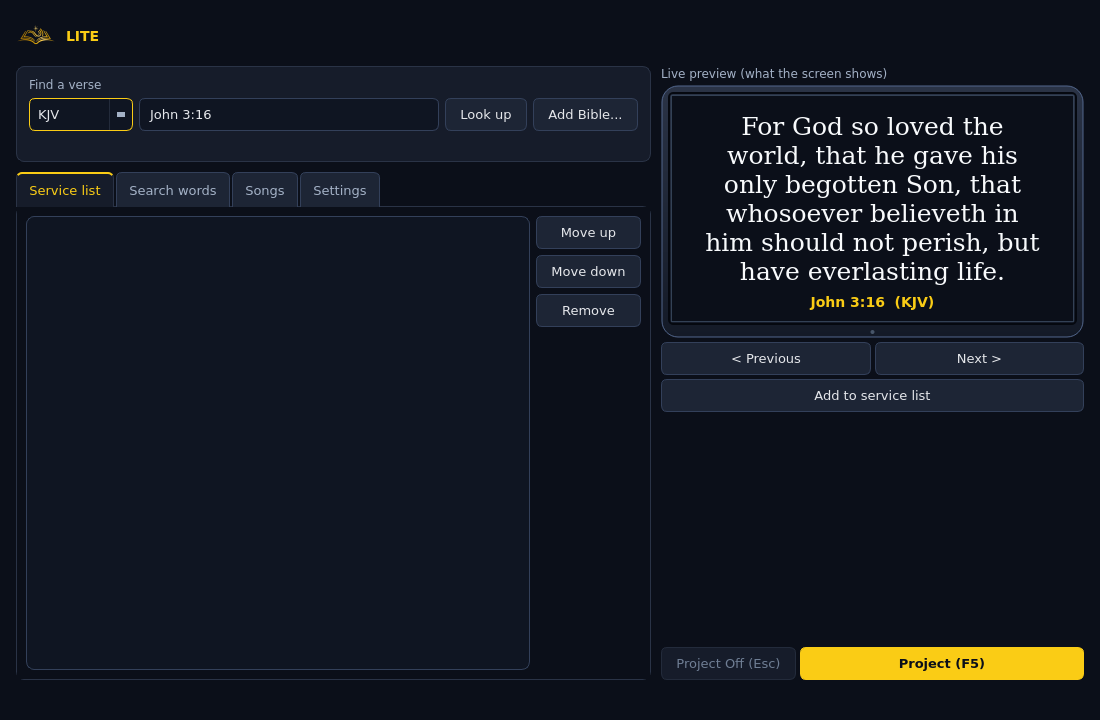 LITE
Find a verse
KJV
John 3:16
Look up
Add Bible...
Service list
Search words
Songs
Settings
Move up
Move down
Remove
Live preview (what the screen shows)
For God so loved the
world, that he gave his
only begotten Son, that
whosoever believeth in
him should not perish, but
have everlasting life.
John 3:16 (KJV)
< Previous
Next >
Add to service list
Project Off (Esc)
Project (F5)